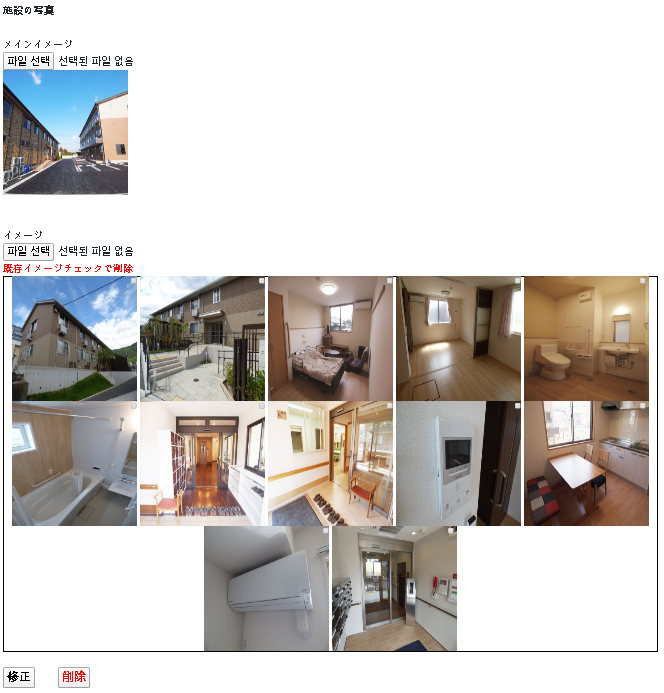 施設の写真
メインイメージ
파일 선택 선택된 파일 없음
イメージ
파일 선택 선택된 파일 없음
既存イメージチェックで削除
修正 削除